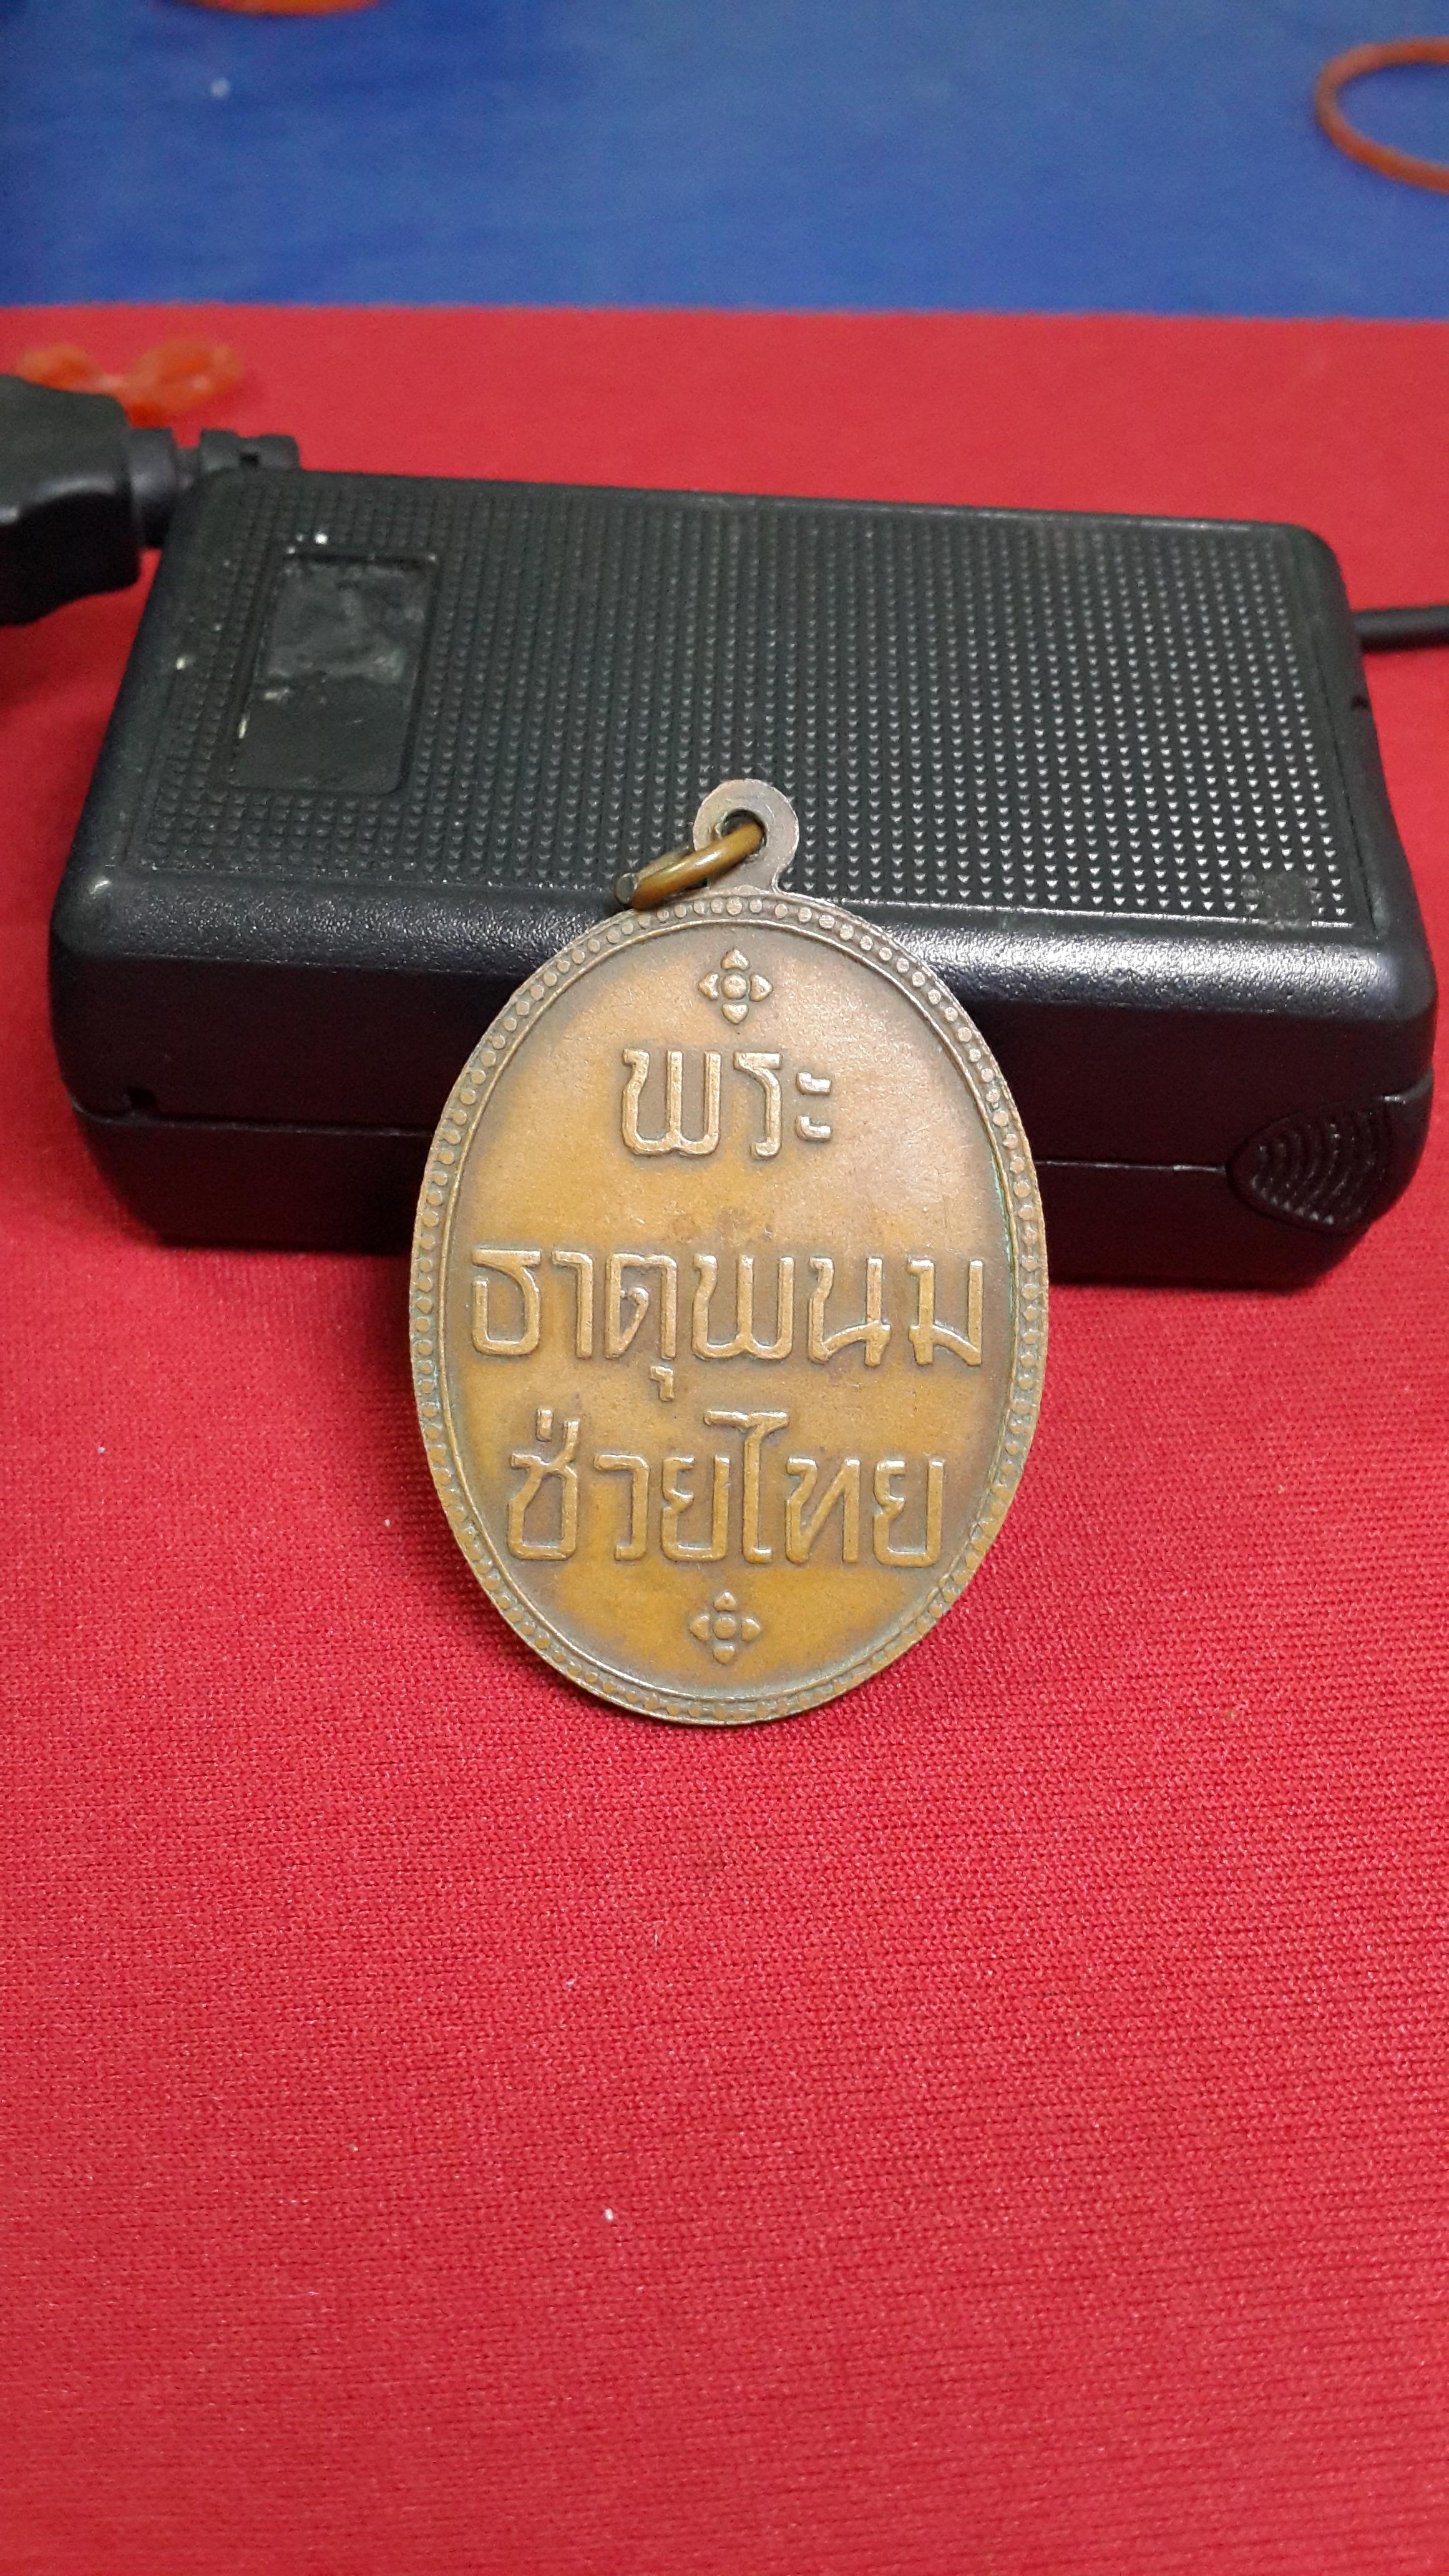 พระ
ธาตุพนม
ช่วยไทย